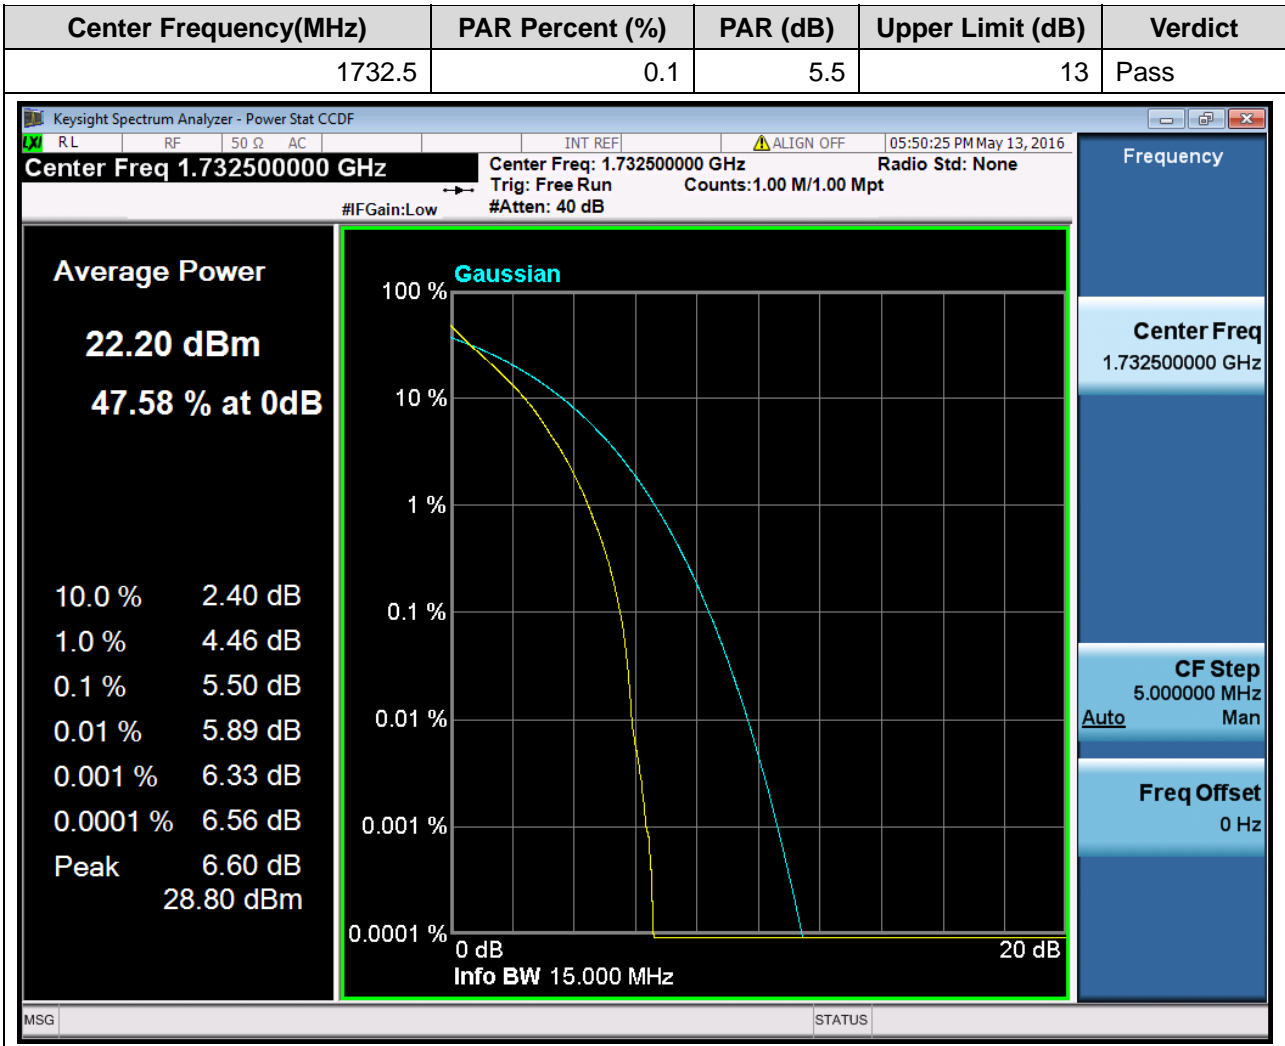 Center Frequency(MHz) PAR Percent (%) PAR (dB) Upper Limit (dB) Verdict
1732.5 0.1 5.5 13 Pass
Keysight Spectrum Analyzer - Power Stat CCDF
LXI RL RF 50 Ω AC INT REF ALIGN OFF 05:50:25 PM May 13, 2016
Center Freq 1.732500000 GHz
Center Freq: 1.732500000 GHz Radio Std: None
Trig: Free Run Counts:1.00 M/1.00 Mpt
#IFGain:Low #Atten: 40 dB
Average Power
22.20 dBm
47.58 % at 0dB
10.0 % 2.40 dB
1.0 % 4.46 dB
0.1 % 5.50 dB
0.01 % 5.89 dB
0.001 % 6.33 dB
0.0001 % 6.56 dB
Peak 6.60 dB
28.80 dBm
Gaussian
100 %
10 %
1 %
0.1 %
0.01 %
0.001 %
0.0001 %
0 dB 20 dB
Info BW 15.000 MHz
Frequency
Center Freq
1.732500000 GHz
CF Step
5.000000 MHz
Auto Man
Freq Offset
0 Hz
MSG STATUS